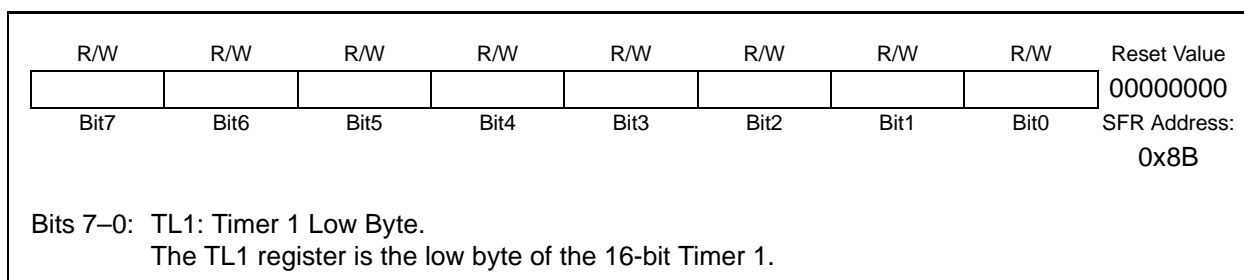 R/W R/W R/W R/W R/W R/W R/W R/W Reset Value
00000000
Bit7 Bit6 Bit5 Bit4 Bit3 Bit2 Bit1 Bit0 SFR Address:
0x8B
Bits 7–0: TL1: Timer 1 Low Byte.
The TL1 register is the low byte of the 16-bit Timer 1.